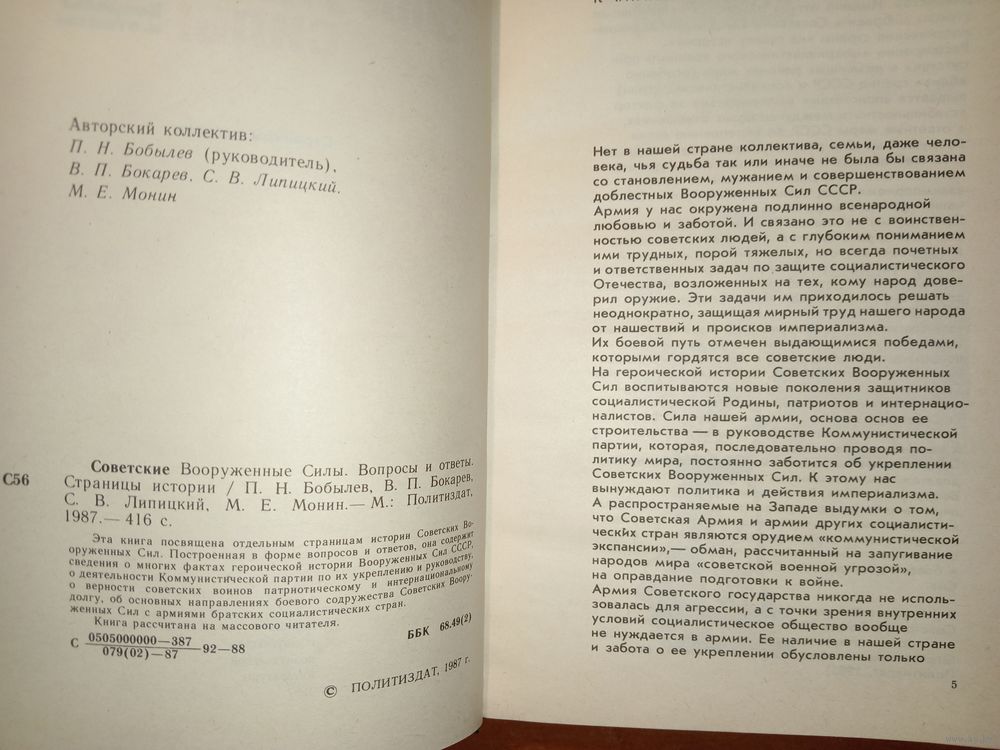 Авторский коллектив:
П. Н. Бобылев (руководитель),
В. П. Бокарев, С. В. Липицкий,
М. Е. Монин
С56
Советские Вооруженные Силы. Вопросы и ответы.
Страницы истории / П. Н. Бобылев, В. П. Бокарев,
С. В. Липицкий, М. Е. Монин.— М.: Политиздат,
1987.— 416 с.
Эта книга посвящена отдельным страницам истории Советских Во-
оруженных Сил. Построенная в форме вопросов и ответов, она содержит
сведения о многих фактах героической истории Вооруженных Сил СССР,
о деятельности Коммунистической партии по их укреплению и руководству,
о верности советских воинов патриотическому и интернациональному
долгу, об основных направлениях боевого содружества Советских Воору-
женных Сил с армиями братских социалистических стран.
Книга рассчитана на массового читателя.
С 0505000000—387
079(02)—87 —92—88
ББК 68.49(2)
© ПОЛИТИЗДАТ, 1987 г.
Нет в нашей стране коллектива, семьи, даже чело-
века, чья судьба так или иначе не была бы связана
со становлением, мужанием и совершенствованием
доблестных Вооруженных Сил СССР.
Армия у нас окружена подлинно всенародной
любовью и заботой. И связано это не с воинствен-
ностью советских людей, а с глубоким пониманием
ими трудных, порой тяжелых, но всегда почетных
и ответственных задач по защите социалистического
Отечества, возложенных на тех, кому народ дове-
рил оружие. Эти задачи им приходилось решать
неоднократно, защищая мирный труд нашего народа
от нашествий и происков империализма.
Их боевой путь отмечен выдающимися победами,
которыми гордятся все советские люди.
На героической истории Советских Вооруженных
Сил воспитываются новые поколения защитников
социалистической Родины, патриотов и интернацио-
налистов. Сила нашей армии, основа основ ее
строительства — в руководстве Коммунистической
партии, которая, последовательно проводя по-
литику мира, постоянно заботится об укреплении
Советских Вооруженных Сил. К этому нас
вынуждают политика и действия империализма.
А распространяемые на Западе выдумки о том,
что Советская Армия и армии других социалисти-
ческих стран являются орудием «коммунистической
экспансии»,— обман, рассчитанный на запугивание
народов мира «советской военной угрозой»,
на оправдание подготовки к войне.
Армия Советского государства никогда не исполь-
зовалась для агрессии, а с точки зрения внутренних
условий социалистическое общество вообще
не нуждается в армии. Ее наличие в нашей стране
и забота о ее укреплении обусловлены только
5